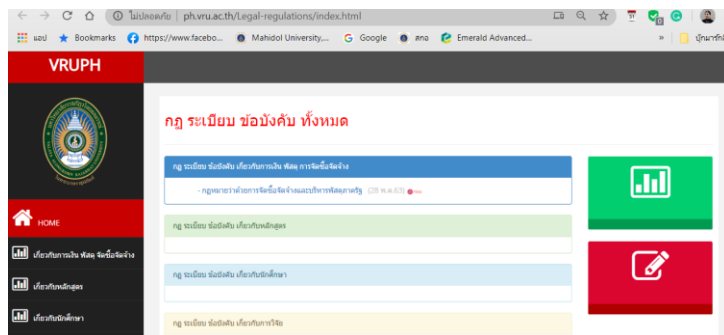 ไม่ปลอดภัย | ph.vru.ac.th/Legal-regulations/index.html
แอป Bookmarks https://www.facebo... Mahidol University,... Google สกอ Emerald Advanced... »
VRUPH
กฎ ระเบียบ ข้อบังคับ ทั้งหมด
กฎ ระเบียบ ข้อบังคับ เกี่ยวกับการเงิน พัสดุ การจัดซื้อจัดจ้าง
- กฎหมายว่าด้วยการจัดซื้อจัดจ้างและบริหารพัสดุภาครัฐ (28 พ.ค.63)
กฎ ระเบียบ ข้อบังคับ เกี่ยวกับหลักสูตร
กฎ ระเบียบ ข้อบังคับ เกี่ยวกับนักศึกษา
กฎ ระเบียบ ข้อบังคับ เกี่ยวกับการวิจัย
HOME
เกี่ยวกับการเงิน พัสดุ จัดซื้อจัดจ้าง
เกี่ยวกับหลักสูตร
เกี่ยวกับนักศึกษา